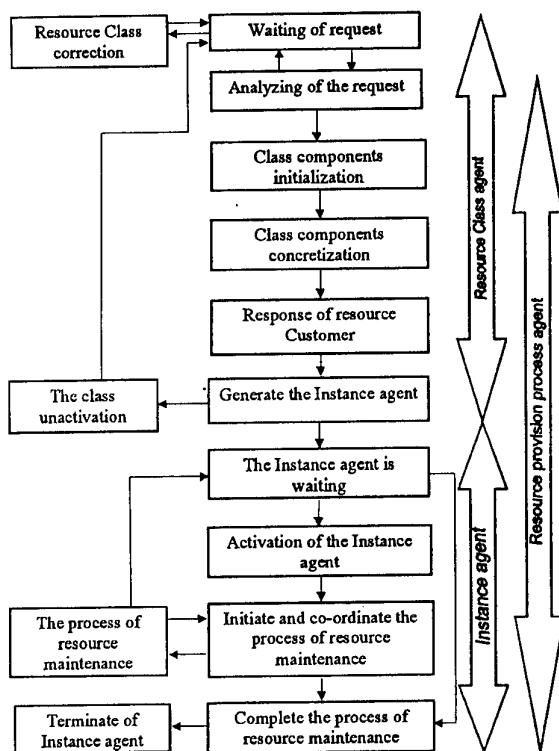 Resource Class
correction
Waiting of request
Analyzing of the request
Class components
initialization
Class components
concretization
Response of resource
Customer
The class
unactivation
Generate the Instance agent
The Instance agent is
waiting
Activation of the Instance
agent
The process of
resource
maintenance
Initiate and co-ordinate the
process of resource
maintenance
Terminate of
Instance agent
Complete the process of
resource maintenance
Resource Class agent
Instance agent
Resource provision process agent